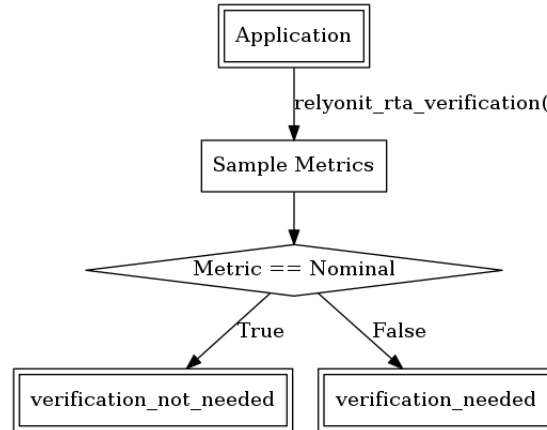 Application
relyonit_rta_verification(
Sample Metrics
Metric == Nominal
True
False
verification_not_needed
verification_needed